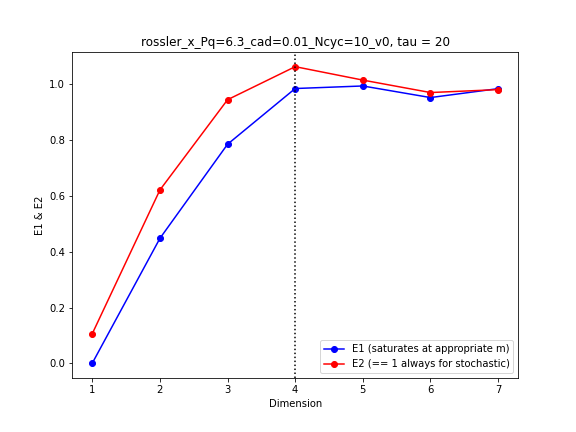 rossler_x_Pq=6.3_cad=0.01_Ncyc=10_v0, tau = 20
1.0
0.8
0.6
0.4
0.2
0.0
E1 & E2
E1 (saturates at appropriate m)
E2 (== 1 always for stochastic)
1 2 3 4 5 6 7
Dimension